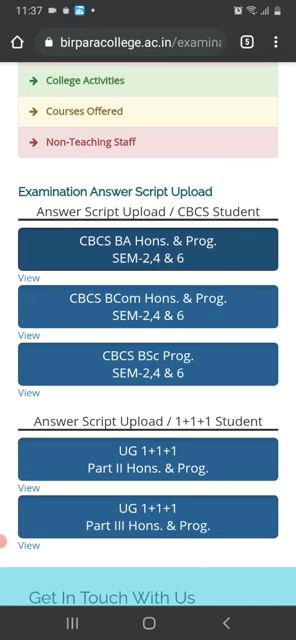 11:37
birparacollege.ac.in/examina
5
College Activities
Courses Offered
Non-Teaching Staff
Examination Answer Script Upload
Answer Script Upload / CBCS Student
CBCS BA Hons. & Prog.
SEM-2,4 & 6
View
CBCS BCom Hons. & Prog.
SEM-2,4 & 6
View
CBCS BSc Prog.
SEM-2,4 & 6
View
Answer Script Upload / 1+1+1 Student
UG 1+1+1
Part II Hons. & Prog.
View
UG 1+1+1
Part III Hons. & Prog.
View
Get In Touch With Us